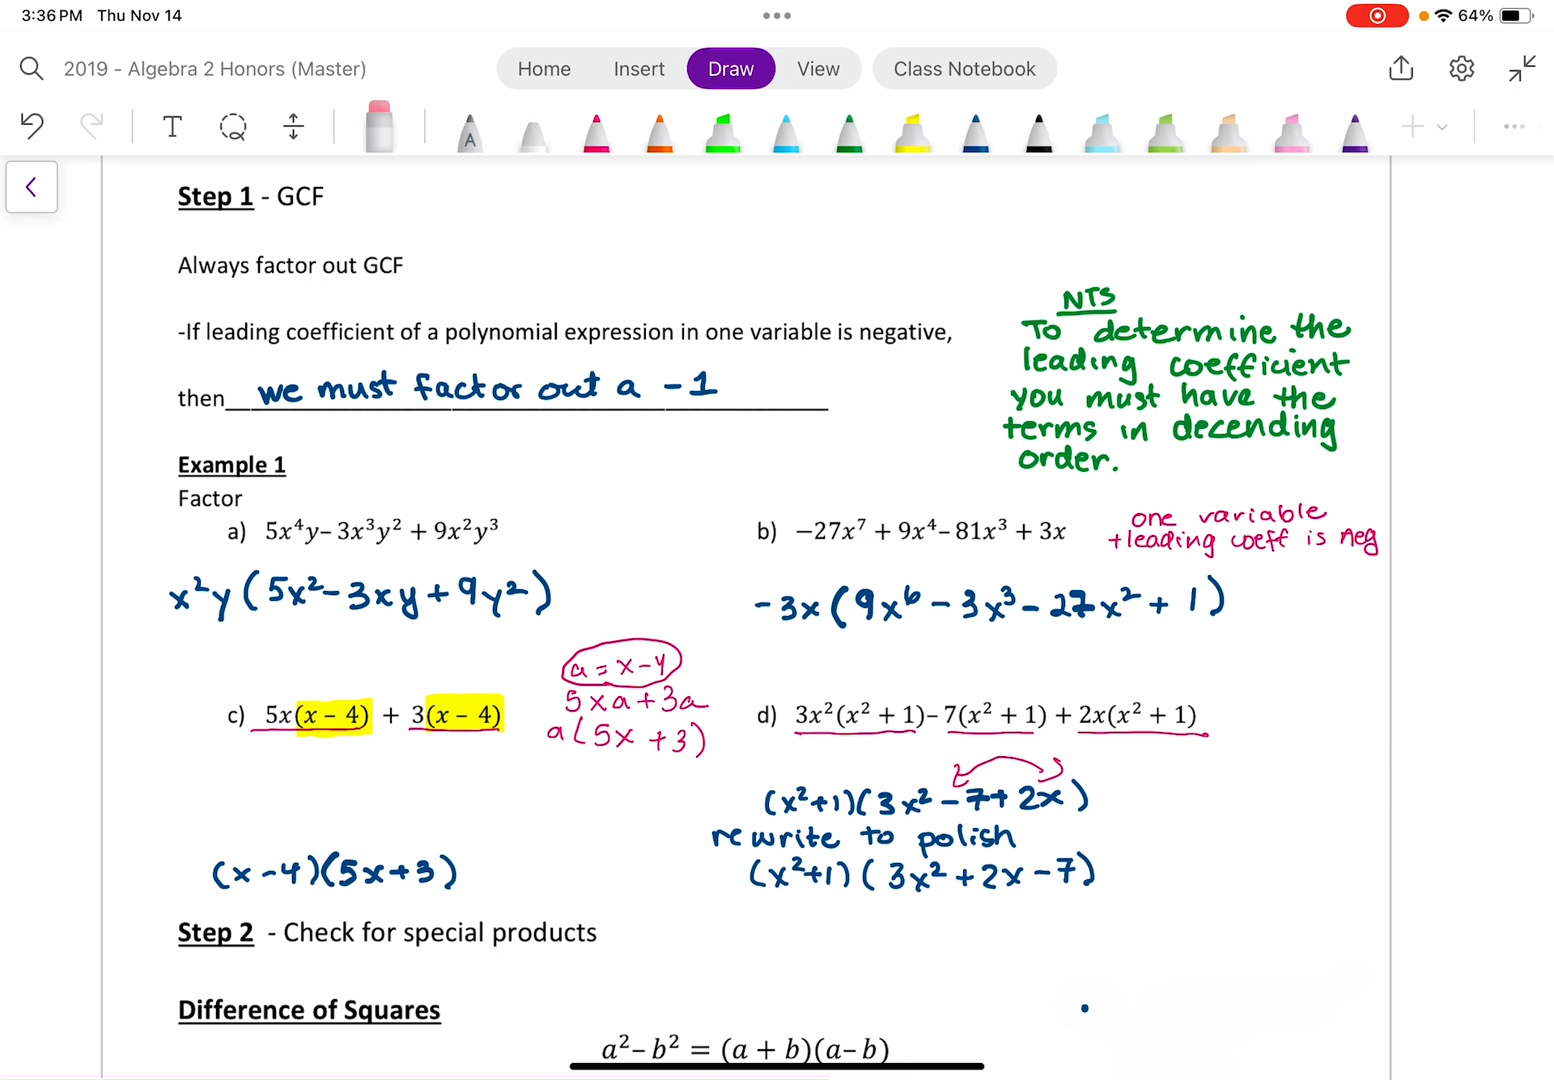 3:36 PM Thu Nov 14
64%
2019 - Algebra 2 Honors (Master)
Home Insert Draw View Class Notebook
T
A
Step 1 - GCF
Always factor out GCF
-If leading coefficient of a polynomial expression in one variable is negative,
then we must factor out a -1
NTS
To determine the
leading coefficient
you must have the
terms in decending
order.
Example 1
Factor
a) 5x⁴y– 3x³y² + 9x²y³
x²y(5x²-3xy+9y²)
b) −27x⁷ + 9x⁴– 81x³ + 3x
one variable
+leading coeff is neg
-3x(9x⁶-3x³-27x²+1)
c) 5x(x – 4) + 3(x – 4)
a=x-4
5xa+3a
a(5x+3)
(x-4)(5x+3)
d) 3x²(x² + 1)– 7(x² + 1) + 2x(x² + 1)
(x²+1)(3x²-7+2x)
rewrite to polish
(x²+1)(3x²+2x-7)
Step 2 - Check for special products
Difference of Squares
a²– b² = (a + b)(a– b)